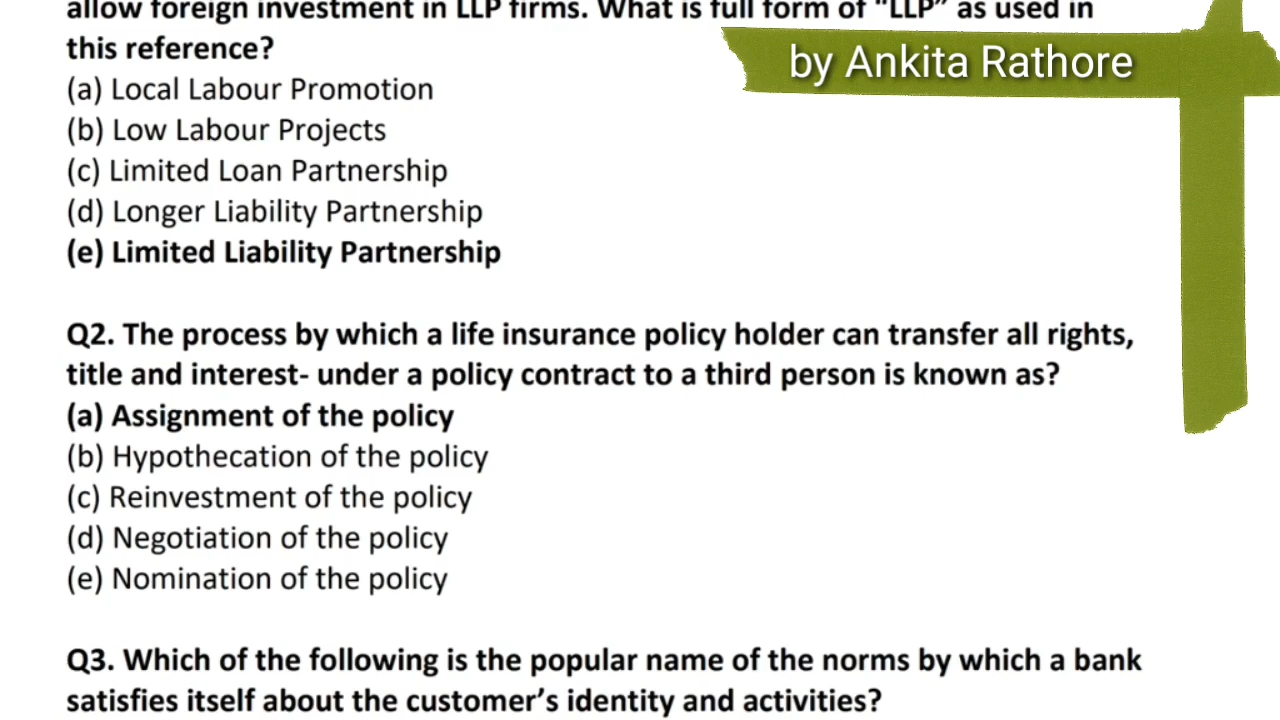 allow foreign investment in LLP firms. What is full form of "LLP" as used in
this reference?
by Ankita Rathore
(a) Local Labour Promotion
(b) Low Labour Projects
(c) Limited Loan Partnership
(d) Longer Liability Partnership
(e) Limited Liability Partnership
Q2. The process by which a life insurance policy holder can transfer all rights,
title and interest- under a policy contract to a third person is known as?
(a) Assignment of the policy
(b) Hypothecation of the policy
(c) Reinvestment of the policy
(d) Negotiation of the policy
(e) Nomination of the policy
Q3. Which of the following is the popular name of the norms by which a bank
satisfies itself about the customer’s identity and activities?